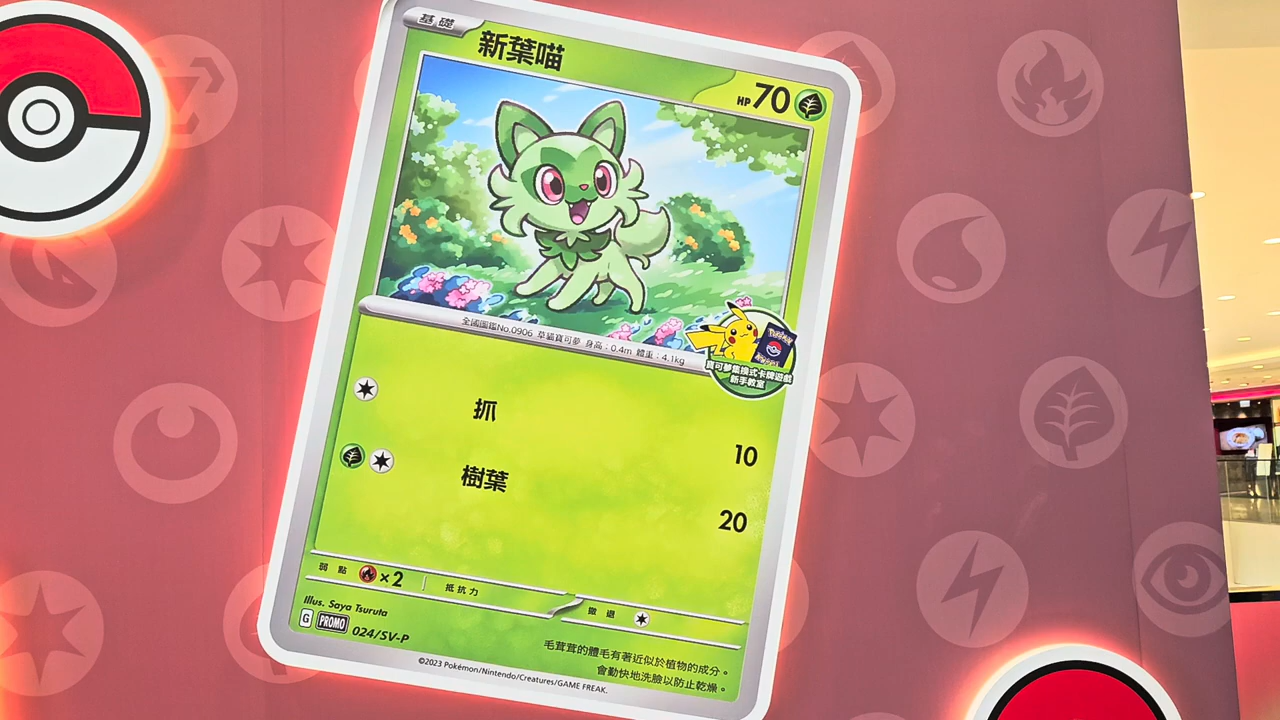 基礎
新葉喵
HP 70
全國圖鑑No.0906 草貓寶可夢 身高：0.4m 體重：4.1kg
寶可夢集換式卡牌遊戲
新手教室
抓 10
樹葉 20
弱點 ×2 抵抗力 撤退
Illus. Saya Tsuruta
G PROMO 024/SV-P
毛茸茸的體毛有著近似於植物的成分。
會勤快地洗臉以防止乾燥。
©2023 Pokémon/Nintendo/Creatures/GAME FREAK.